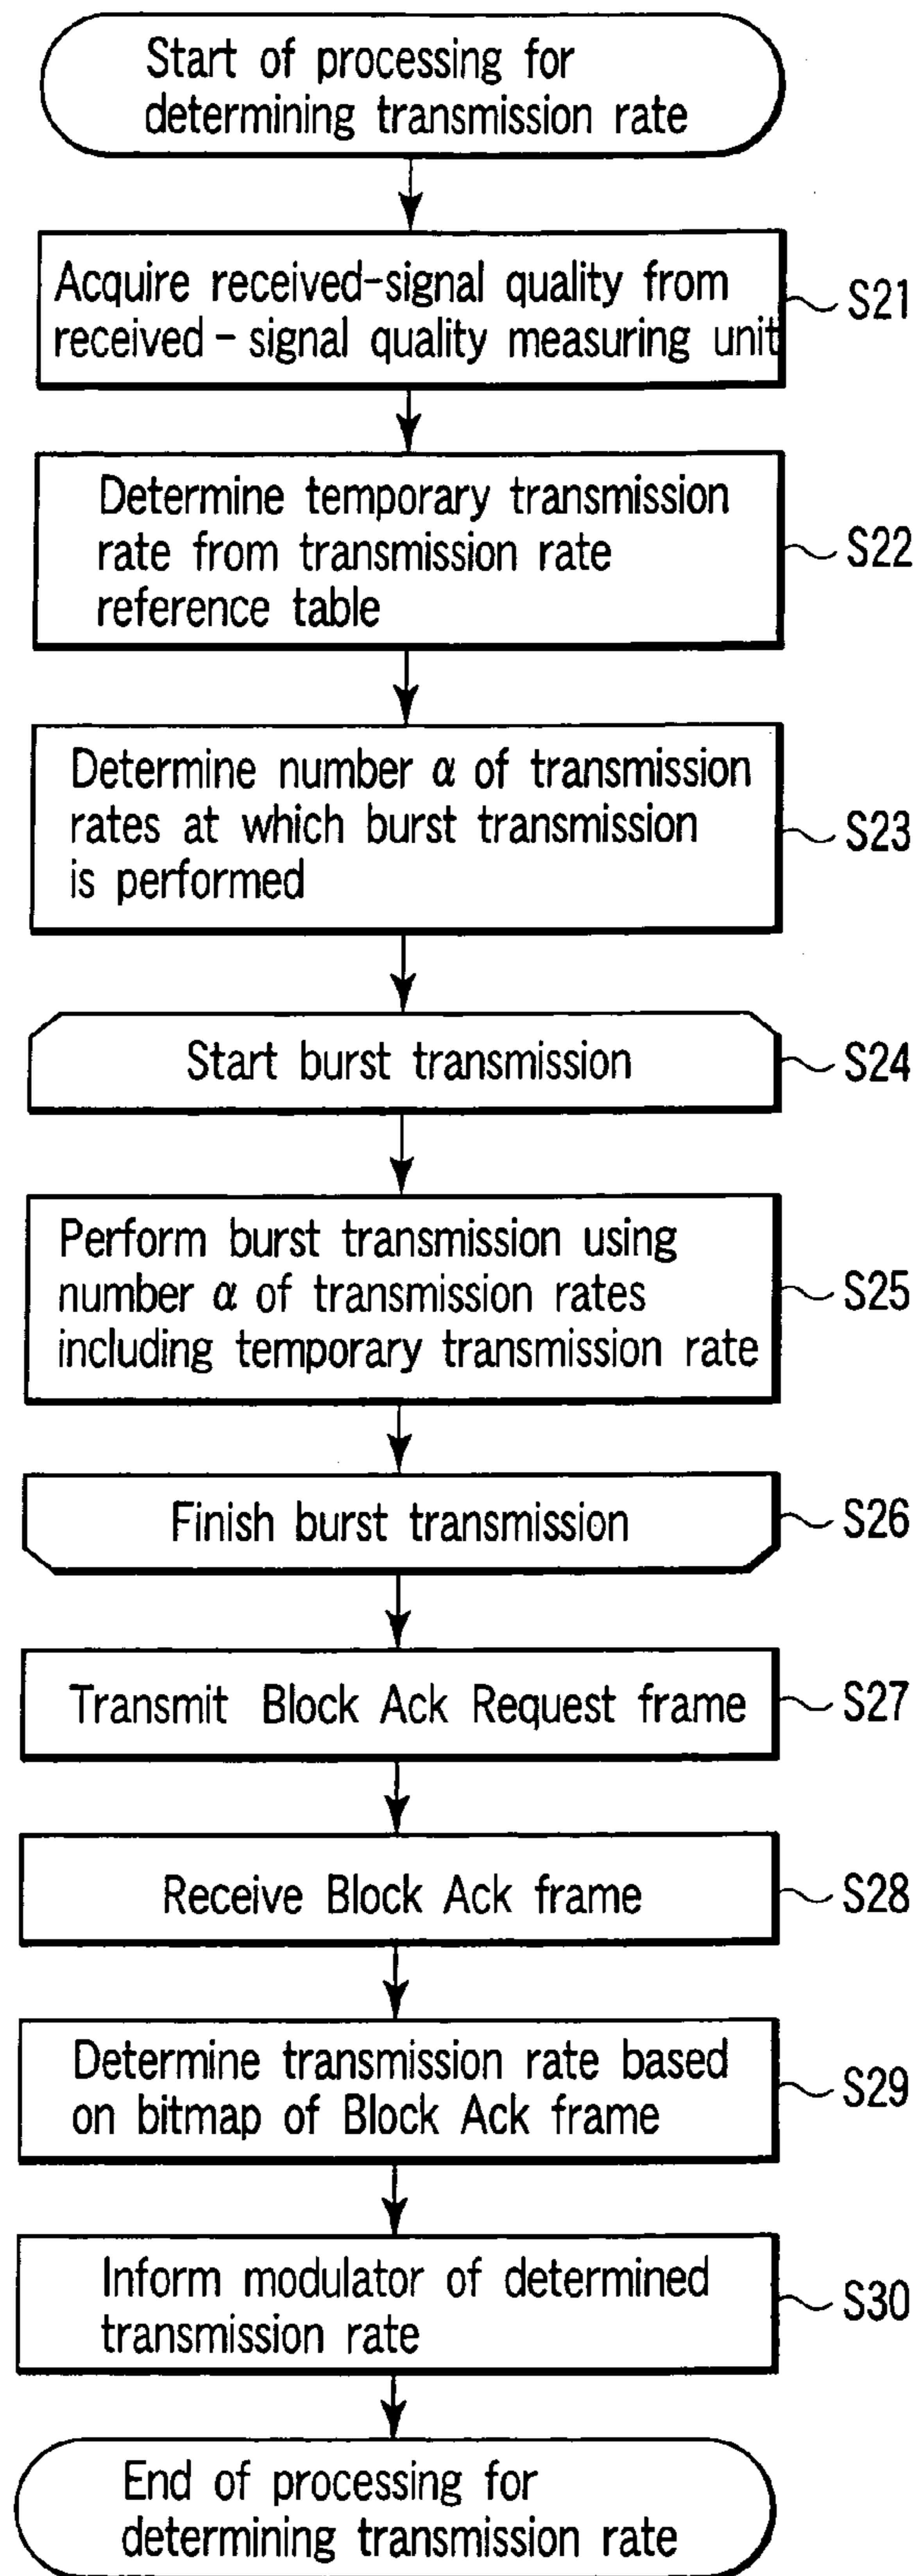 Start of processing for
determining transmission rate
Acquire received-signal quality from
received-signal quality measuring unit
S21
Determine temporary transmission
rate from transmission rate
reference table
S22
Determine number α of transmission
rates at which burst transmission
is performed
S23
Start burst transmission
S24
Perform burst transmission using
number α of transmission rates
including temporary transmission rate
S25
Finish burst transmission
S26
Transmit Block Ack Request frame
S27
Receive Block Ack frame
S28
Determine transmission rate based
on bitmap of Block Ack frame
S29
Inform modulator of determined
transmission rate
S30
End of processing for
determining transmission rate